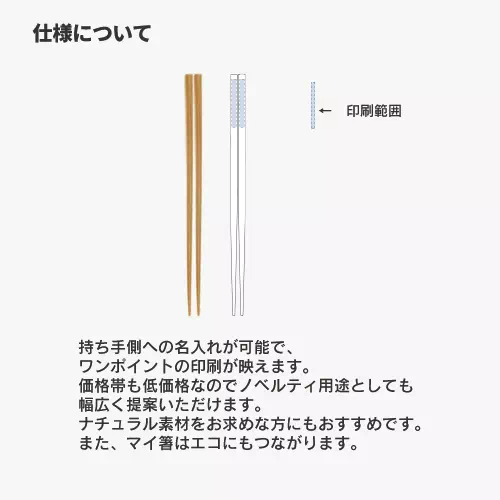 仕様について
← 印刷範囲
持ち手側への名入れが可能で、
ワンポイントの印刷が映えます。
価格帯も低価格なのでノベルティ用途としても
幅広く提案いただけます。
ナチュラル素材をお求めな方にもおすすめです。
また、マイ箸はエコにもつながります。